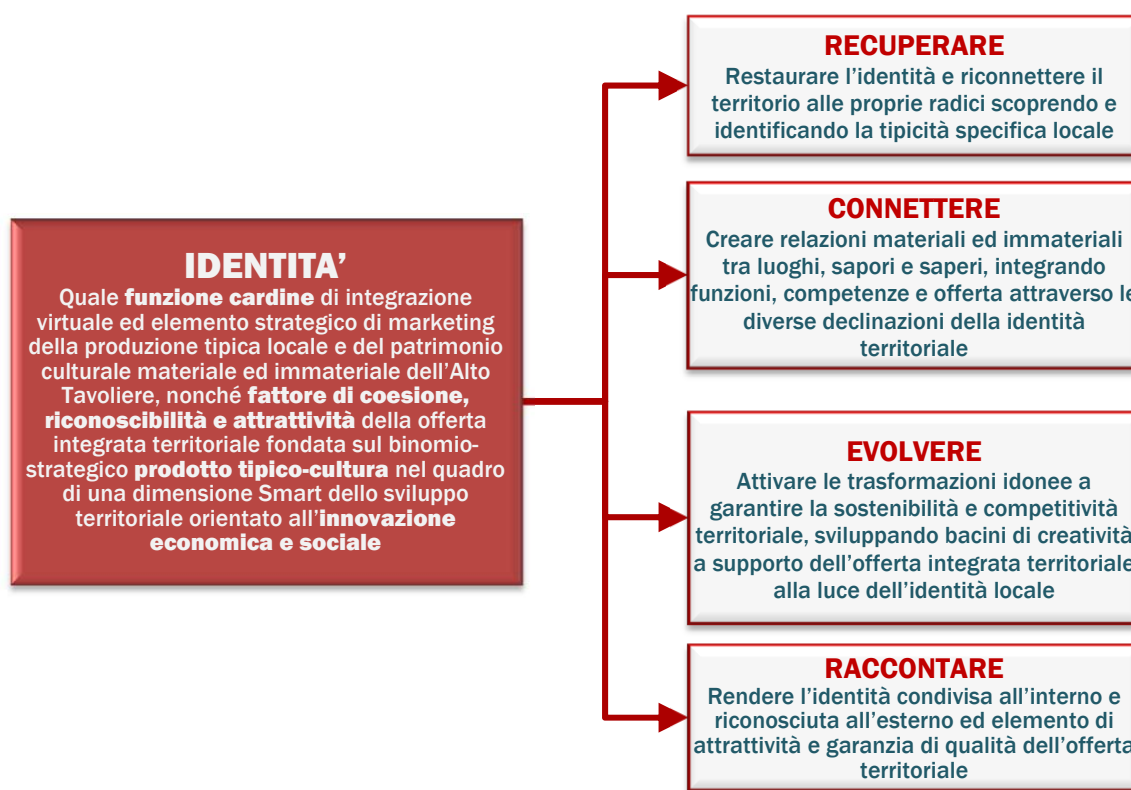 IDENTITA'
Quale funzione cardine di integrazione
virtuale ed elemento strategico di marketing
della produzione tipica locale e del patrimonio
culturale materiale ed immateriale dell'Alto
Tavoliere, nonché fattore di coesione,
riconoscibilità e attrattività della offerta
integrata territoriale fondata sul binomio-
strategico prodotto tipico-cultura nel quadro
di una dimensione Smart dello sviluppo
territoriale orientato all'innovazione
economica e sociale
RECUPERARE
Restaurare l'identità e riconnettere il
territorio alle proprie radici scoprendo e
identificando la tipicità specifica locale
CONNETTERE
Creare relazioni materiali ed immateriali
tra luoghi, sapori e saperi, integrando
funzioni, competenze e offerta attraverso le
diverse declinazioni della identità
territoriale
EVOLVERE
Attivare le trasformazioni idonee a
garantire la sostenibilità e competitività
territoriale, sviluppando bacini di creatività
a supporto dell'offerta integrata territoriale
alla luce dell'identità locale
RACCONTARE
Rendere l'identità condivisa all'interno e
riconosciuta all'esterno ed elemento di
attrattività e garanzia di qualità dell'offerta
territoriale